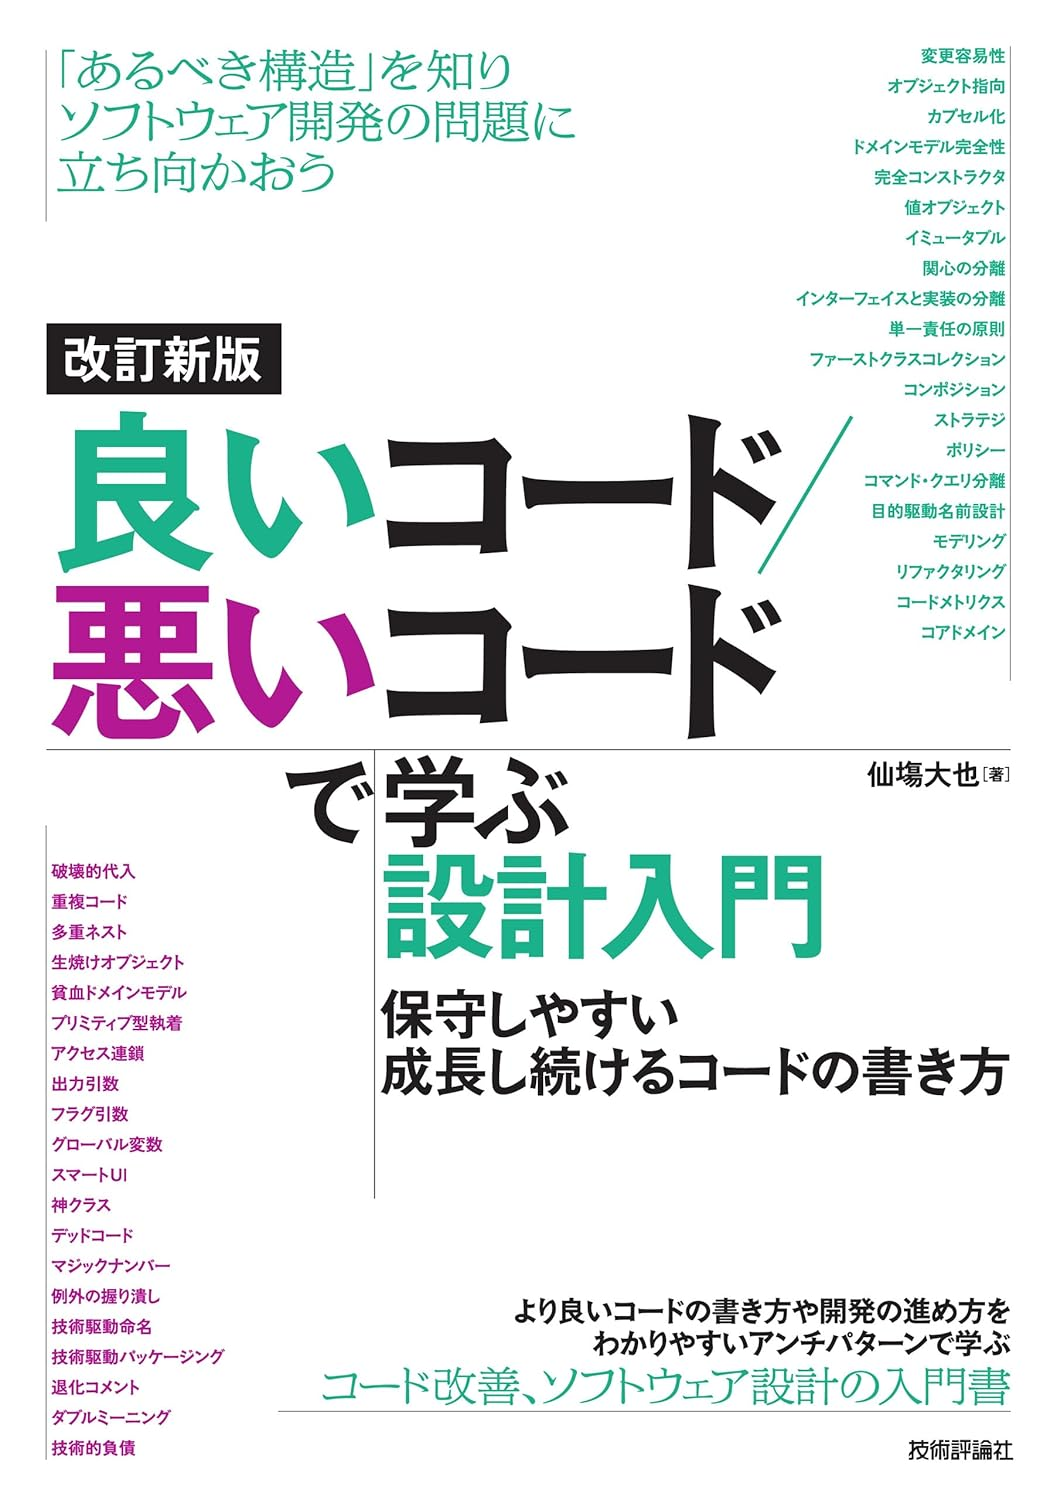 「あるべき構造」を知り
ソフトウェア開発の問題に
立ち向かおう
変更容易性
オブジェクト指向
カプセル化
ドメインモデル完全性
完全コンストラクタ
値オブジェクト
イミュータブル
関心の分離
インターフェイスと実装の分離
単一責任の原則
ファーストクラスコレクション
コンポジション
ストラテジ
ポリシー
コマンド・クエリ分離
目的駆動名前設計
モデリング
リファクタリング
コードメトリクス
コアドメイン
改訂新版
良いコード／
悪いコード
で学ぶ
設計入門
仙塲大也[著]
保守しやすい
成長し続けるコードの書き方
破壊的代入
重複コード
多重ネスト
生焼けオブジェクト
貧血ドメインモデル
プリミティブ型執着
アクセス連鎖
出力引数
フラグ引数
グローバル変数
スマートUI
神クラス
デッドコード
マジックナンバー
例外の握り潰し
技術駆動命名
技術駆動パッケージング
退化コメント
ダブルミーニング
技術的負債
より良いコードの書き方や開発の進め方を
わかりやすいアンチパターンで学ぶ
コード改善、ソフトウェア設計の入門書
技術評論社